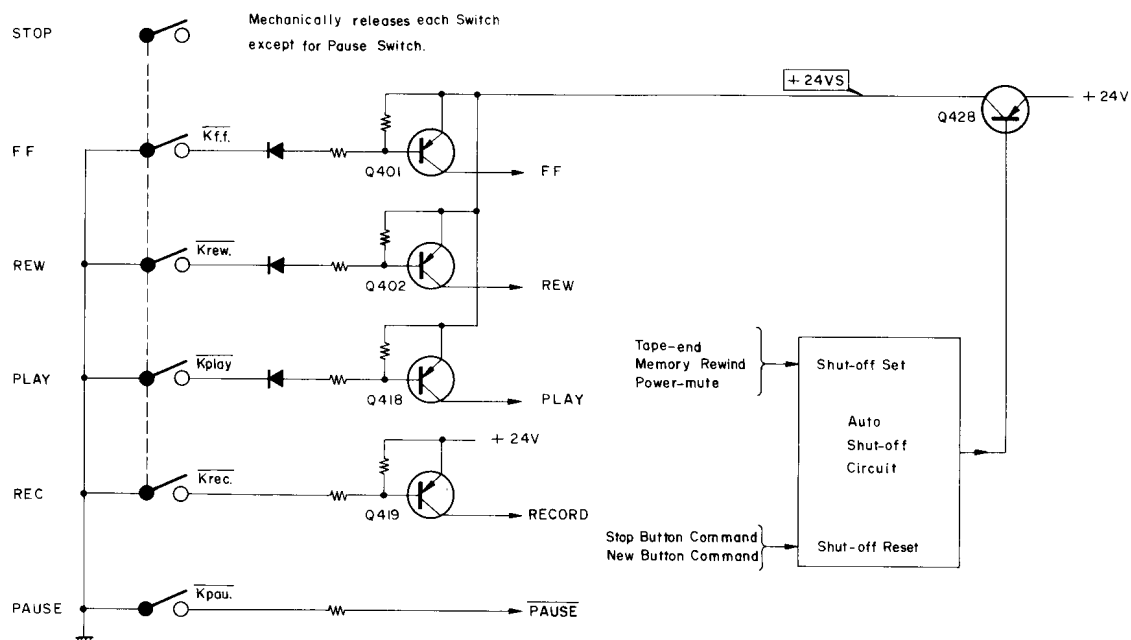 STOP
Mechanically releases each Switch
except for Pause Switch.
+24VS
+24V
Q428
FF
Kf.f.
Q401
FF
REW
Krew.
Q402
REW
PLAY
Kplay
Q418
PLAY
+24V
REC
Krec.
Q419
RECORD
PAUSE
Kpau.
PAUSE
Tape-end
Memory Rewind
Power-mute
Shut-off Set
Auto
Shut-off
Circuit
Stop Button Command
New Button Command
Shut-off Reset